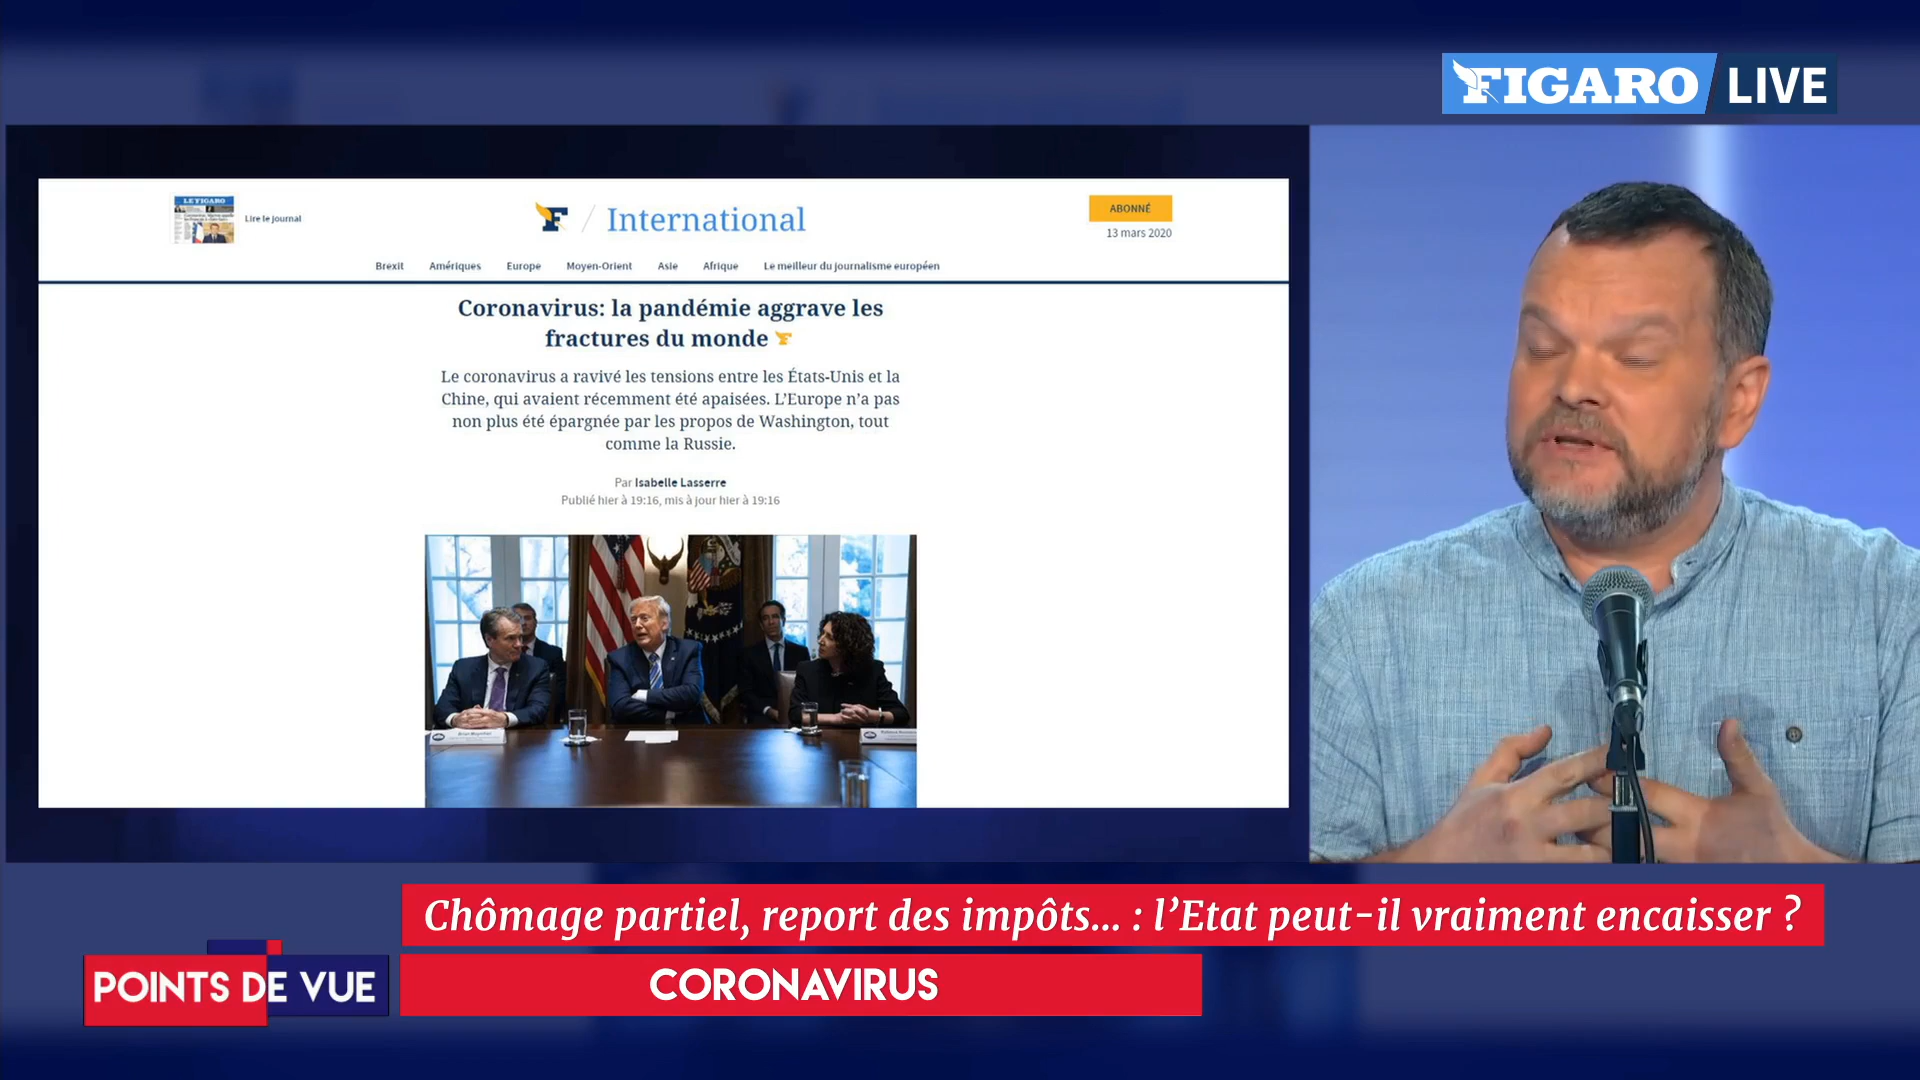 FIGARO LIVE
LE FIGARO
Lire le journal
F / International
ABONNÉ
13 mars 2020
Brexit Amériques Europe Moyen-Orient Asie Afrique Le meilleur du journalisme européen
Coronavirus: la pandémie aggrave les
fractures du monde
Le coronavirus a ravivé les tensions entre les États-Unis et la
Chine, qui avaient récemment été apaisées. L’Europe n’a pas
non plus été épargnée par les propos de Washington, tout
comme la Russie.
Par Isabelle Lasserre
Publié hier à 19:16, mis à jour hier à 19:16
Chômage partiel, report des impôts... : l’Etat peut-il vraiment encaisser ?
POINTS DE VUE
CORONAVIRUS